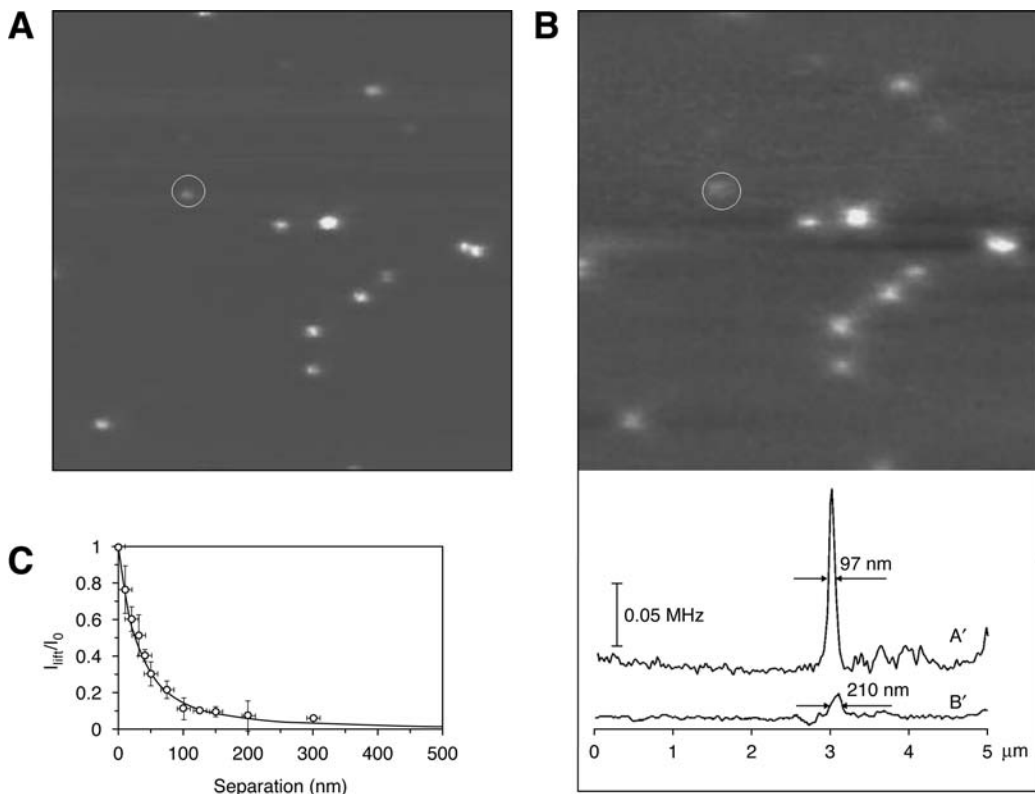 A
B
C
1
0.8
0.6
0.4
0.2
0
I_lift/I_0
0 100 200 300 400 500
Separation (nm)
97 nm
0.05 MHz
A′
210 nm
B′
0 1 2 3 4 5 μm